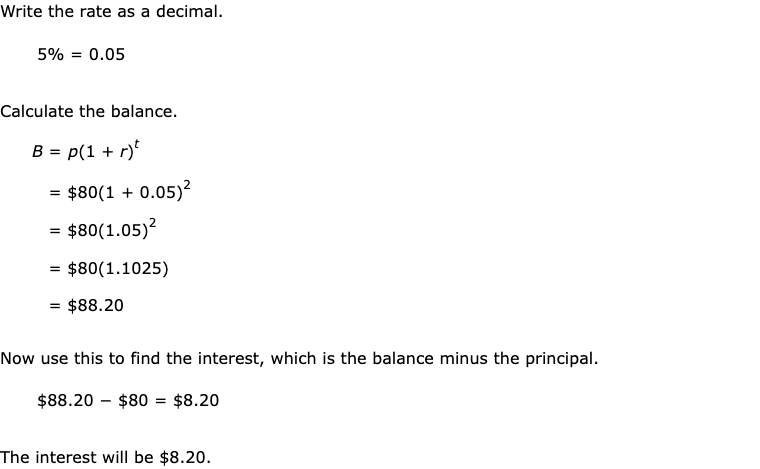 Write the rate as a decimal.
5% = 0.05
Calculate the balance.
B = p(1 + r)^t
= $80(1 + 0.05)^2
= $80(1.05)^2
= $80(1.1025)
= $88.20
Now use this to find the interest, which is the balance minus the principal.
$88.20 − $80 = $8.20
The interest will be $8.20.